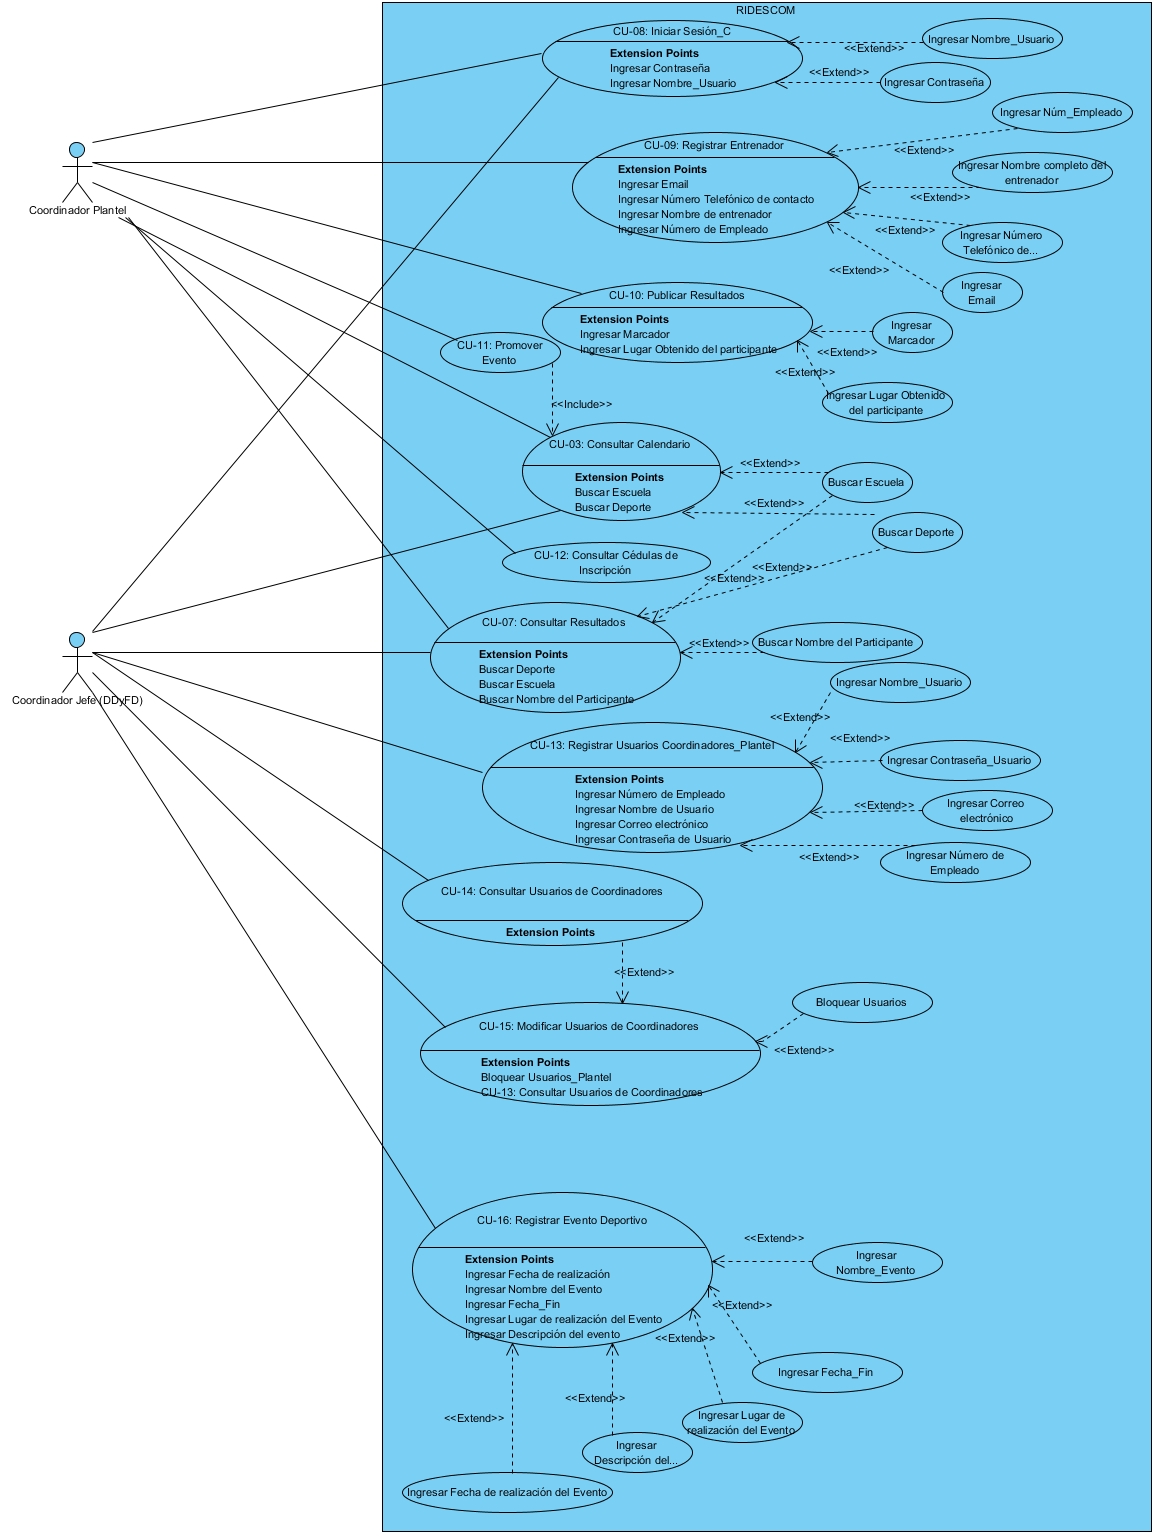 RIDESCOM
CU-08: Iniciar Sesión_C
Extension Points
Ingresar Contraseña
Ingresar Nombre_Usuario
<<Extend>>
Ingresar Nombre_Usuario
<<Extend>>
Ingresar Contraseña
Coordinador Plantel
CU-09: Registrar Entrenador
Extension Points
Ingresar Email
Ingresar Número Telefónico de contacto
Ingresar Nombre de entrenador
Ingresar Número de Empleado
Ingresar Núm_Empleado
<<Extend>>
Ingresar Nombre completo del
entrenador
<<Extend>>
Ingresar Número
Telefónico de...
<<Extend>>
Ingresar
Email
<<Extend>>
CU-10: Publicar Resultados
Extension Points
Ingresar Marcador
Ingresar Lugar Obtenido del participante
Ingresar
Marcador
<<Extend>>
<<Extend>>
Ingresar Lugar Obtenido
del participante
CU-11: Promover
Evento
<<Include>>
CU-03: Consultar Calendario
Extension Points
Buscar Escuela
Buscar Deporte
<<Extend>>
Buscar Escuela
<<Extend>>
Buscar Deporte
CU-12: Consultar Cédulas de
Inscripción
<<Extend>>
<<Extend>>
CU-07: Consultar Resultados
Extension Points
Buscar Deporte
Buscar Escuela
Buscar Nombre del Participante
<<Extend>>
Buscar Nombre del Participante
Coordinador Jefe (DDyFD)
Ingresar Nombre_Usuario
<<Extend>>
CU-13: Registrar Usuarios Coordinadores_Plantel
Extension Points
Ingresar Número de Empleado
Ingresar Nombre de Usuario
Ingresar Correo electrónico
Ingresar Contraseña de Usuario
<<Extend>>
Ingresar Contraseña_Usuario
<<Extend>>
Ingresar Correo
electrónico
<<Extend>>
Ingresar Número de
Empleado
CU-14: Consultar Usuarios de Coordinadores
Extension Points
<<Extend>>
CU-15: Modificar Usuarios de Coordinadores
Extension Points
Bloquear Usuarios_Plantel
CU-13: Consultar Usuarios de Coordinadores
Bloquear Usuarios
<<Extend>>
CU-16: Registrar Evento Deportivo
Extension Points
Ingresar Fecha de realización
Ingresar Nombre del Evento
Ingresar Fecha_Fin
Ingresar Lugar de realización del Evento
Ingresar Descripción del evento
<<Extend>>
Ingresar
Nombre_Evento
<<Extend>>
Ingresar Fecha_Fin
<<Extend>>
Ingresar Lugar de
realización del Evento
<<Extend>>
Ingresar
Descripción del...
<<Extend>>
Ingresar Fecha de realización del Evento